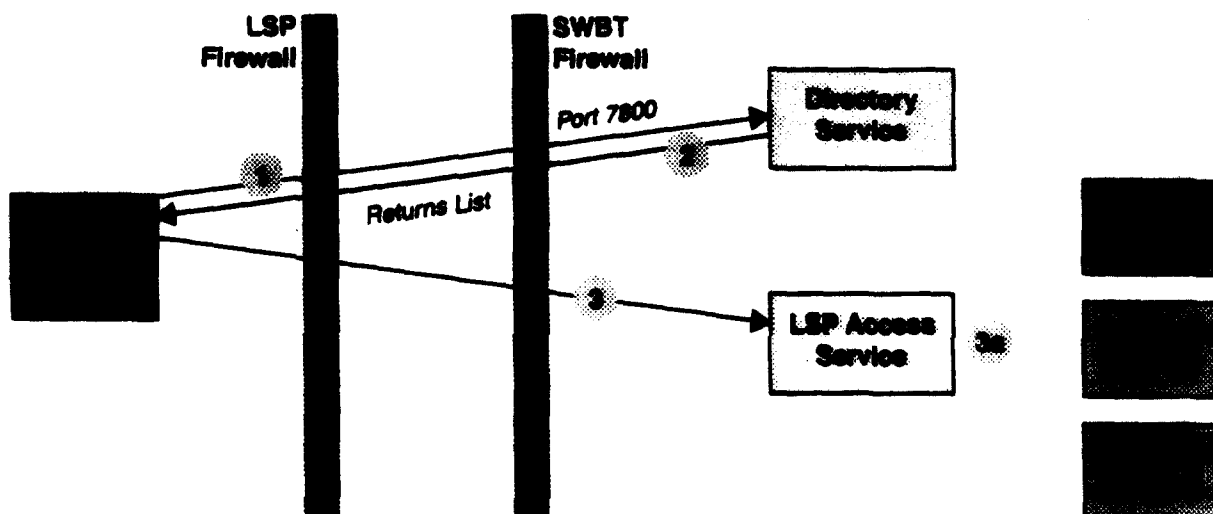 LSP
Firewall
SWBT
Firewall
Directory
Service
Port 7800
1
2
Returns List
3
LSP Access
Service
3a